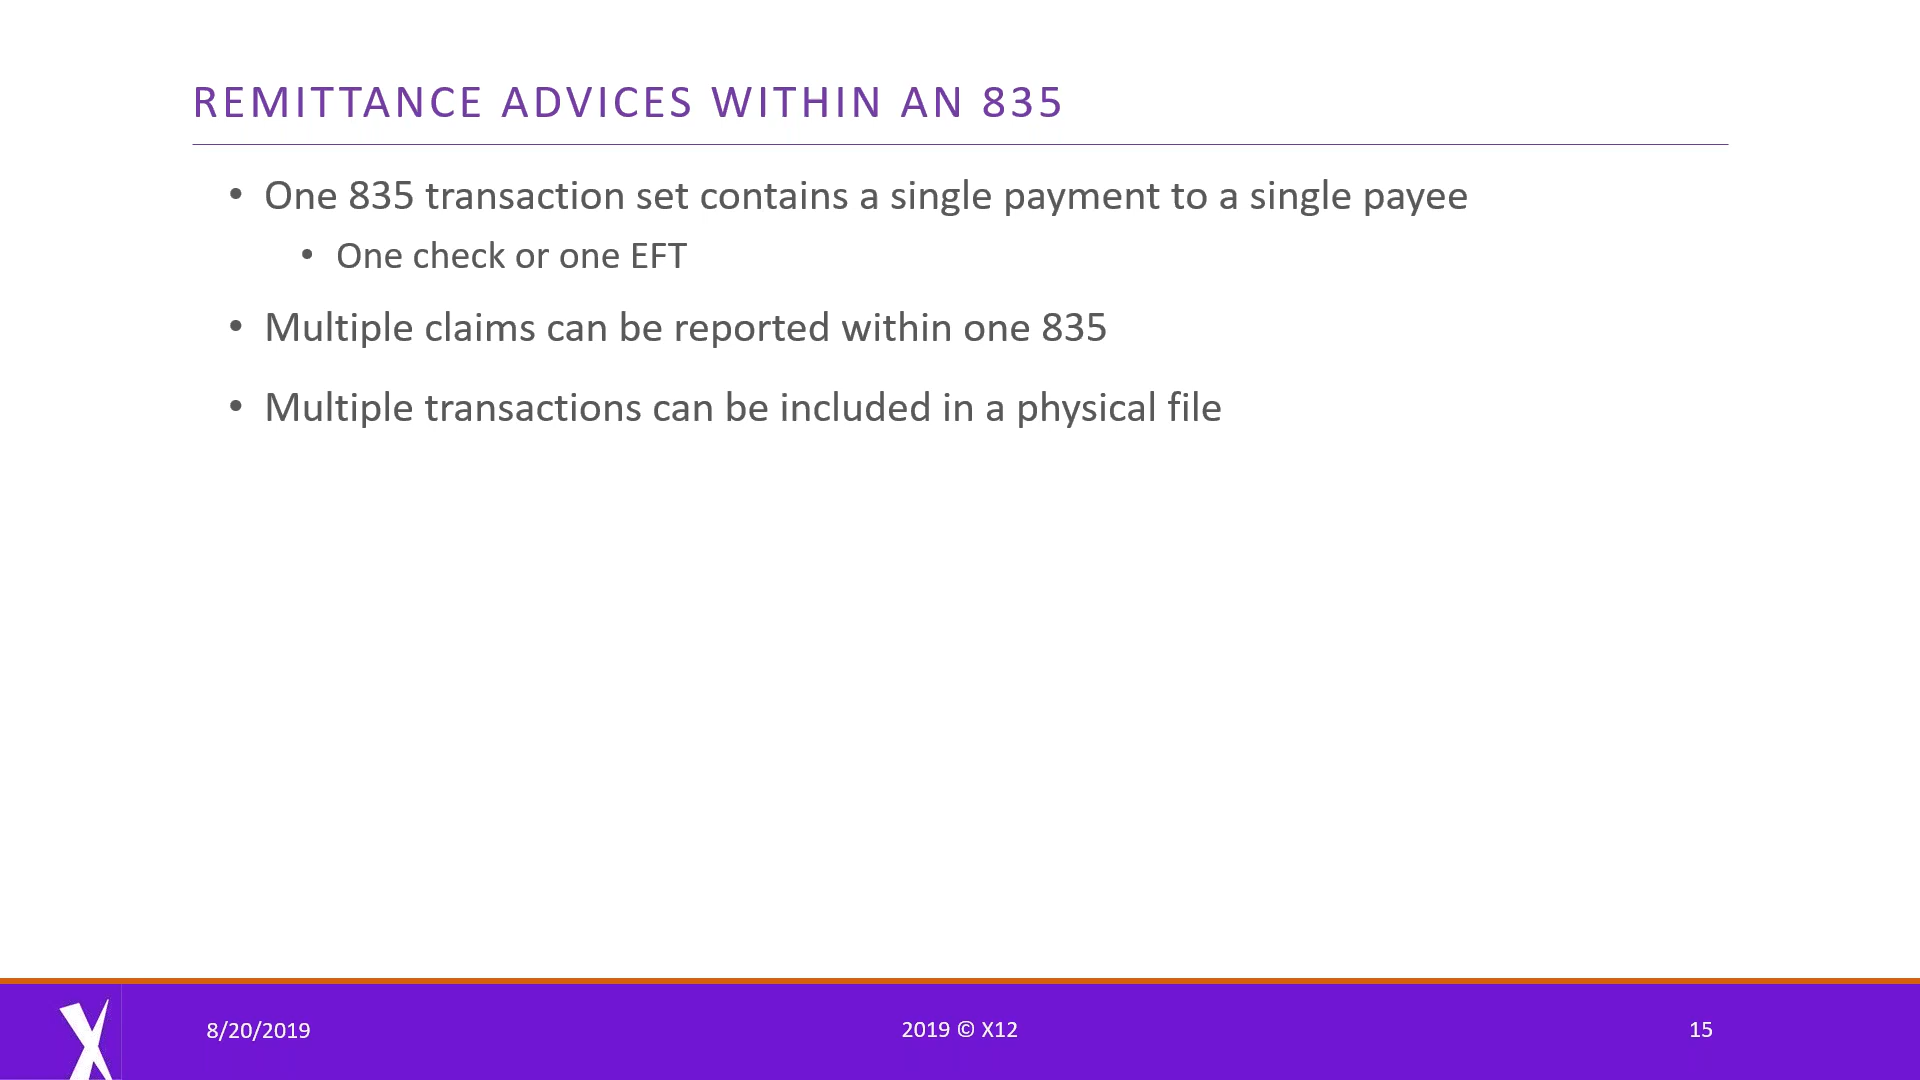 REMITTANCE ADVICES WITHIN AN 835
• One 835 transaction set contains a single payment to a single payee
• One check or one EFT
• Multiple claims can be reported within one 835
• Multiple transactions can be included in a physical file
X
8/20/2019
2019 © X12
15